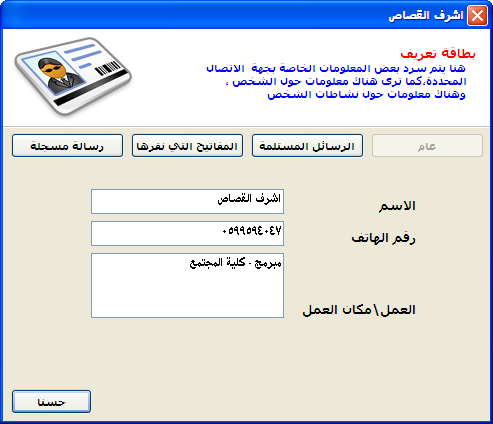 اشرف القصاص
بطاقة تعريف
هنا يتم سرد بعض المعلومات الخاصة بجهة الاتصال
المحددة،كما ترى هناك معلومات حول الشخص ،
وهناك معلومات حول نشاطات الشخص
عام
الرسائل المستلمة
المفاتيح التي نقرها
رسالة مسجلة
الاسم
اشرف القصاص
رقم الهاتف
٠٥٩٩٥٩٤٠٤٧
العمل\مكان العمل
مبرمج - كلية المجتمع
حسنا